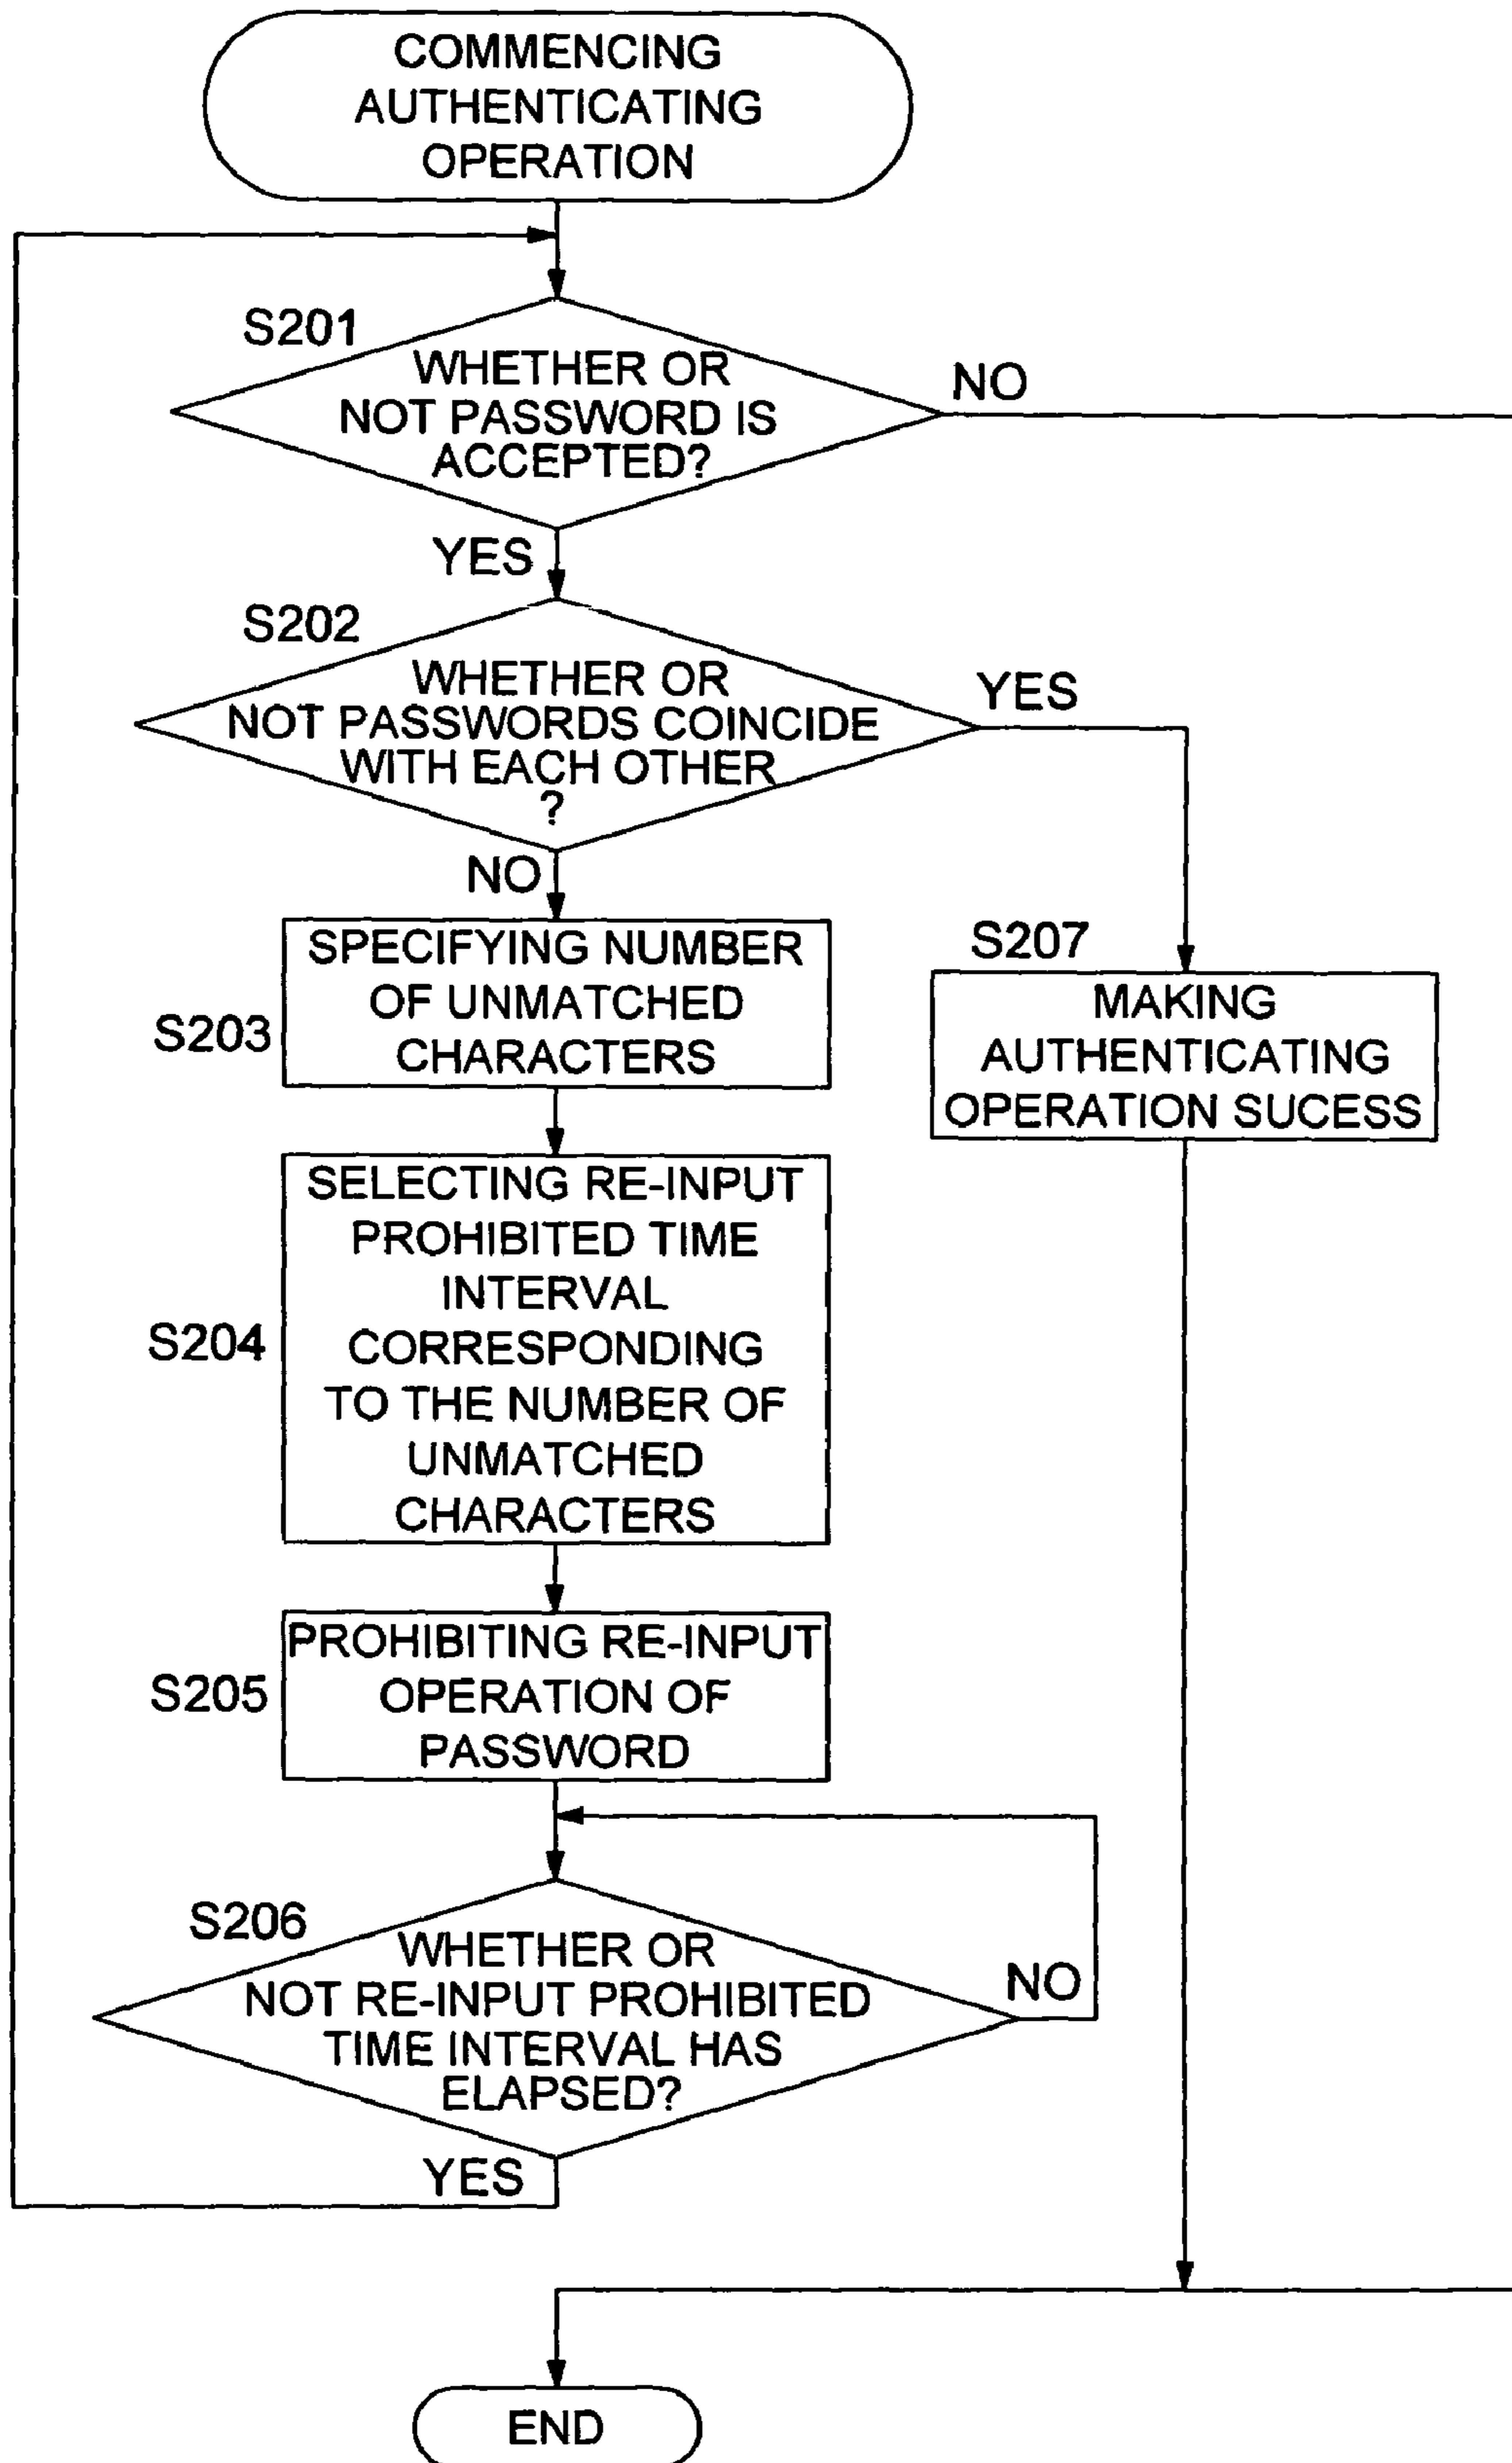 COMMENCING
AUTHENTICATING
OPERATION
S201
WHETHER OR
NOT PASSWORD IS
ACCEPTED?
NO
YES
S202
WHETHER OR
NOT PASSWORDS COINCIDE
WITH EACH OTHER
?
YES
NO
S203
SPECIFYING NUMBER
OF UNMATCHED
CHARACTERS
S207
MAKING
AUTHENTICATING
OPERATION SUCESS
S204
SELECTING RE-INPUT
PROHIBITED TIME
INTERVAL
CORRESPONDING
TO THE NUMBER OF
UNMATCHED
CHARACTERS
S205
PROHIBITING RE-INPUT
OPERATION OF
PASSWORD
S206
WHETHER OR
NOT RE-INPUT PROHIBITED
TIME INTERVAL HAS
ELAPSED?
NO
YES
END